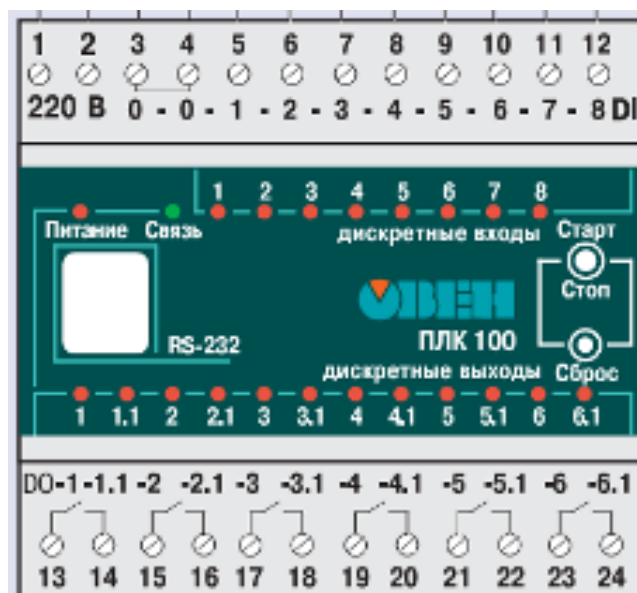 1 2 3 4 5 6 7 8 9 10 11 12
220 В 0 - 0 - 1 - 2 - 3 - 4 - 5 - 6 - 7 - 8 DI
1 2 3 4 5 6 7 8
Питание Связь дискретные входы Старт
ОВЕН Стоп
RS-232 ПЛК 100
дискретные выходы Сброс
1 1.1 2 2.1 3 3.1 4 4.1 5 5.1 6 6.1
DO-1 -1.1 -2 -2.1 -3 -3.1 -4 -4.1 -5 -5.1 -6 -6.1
13 14 15 16 17 18 19 20 21 22 23 24